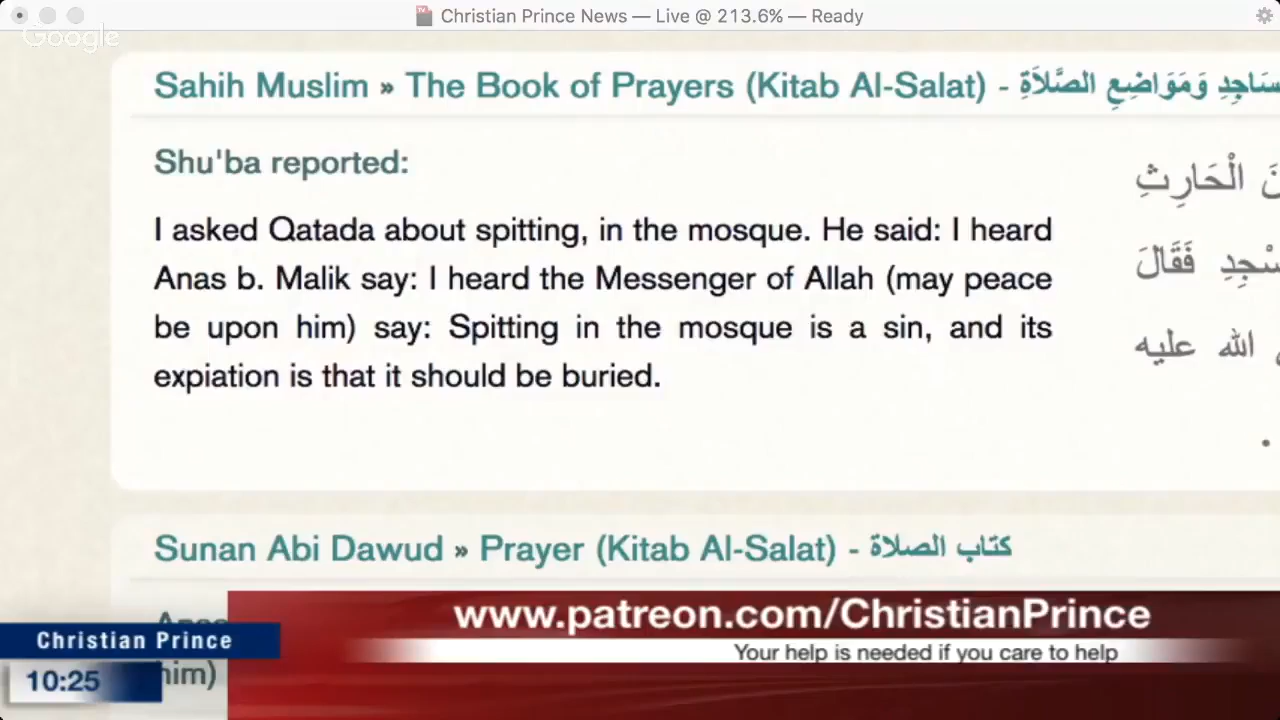 Christian Prince News — Live @ 213.6% — Ready
Google
Sahih Muslim » The Book of Prayers (Kitab Al-Salat) - ـسَاجِدِ وَمَوَاضِعِ الصَّلاَةِ
Shu'ba reported:
I asked Qatada about spitting, in the mosque. He said: I heard
Anas b. Malik say: I heard the Messenger of Allah (may peace
be upon him) say: Spitting in the mosque is a sin, and its
expiation is that it should be buried.
نَ الْحَارِثِ
ـسْجِدِ فَقَالَ
الله عليه
.
Sunan Abi Dawud » Prayer (Kitab Al-Salat) - كتاب الصلاة
him)
www.patreon.com/ChristianPrince
Your help is needed if you care to help
Christian Prince
10:25